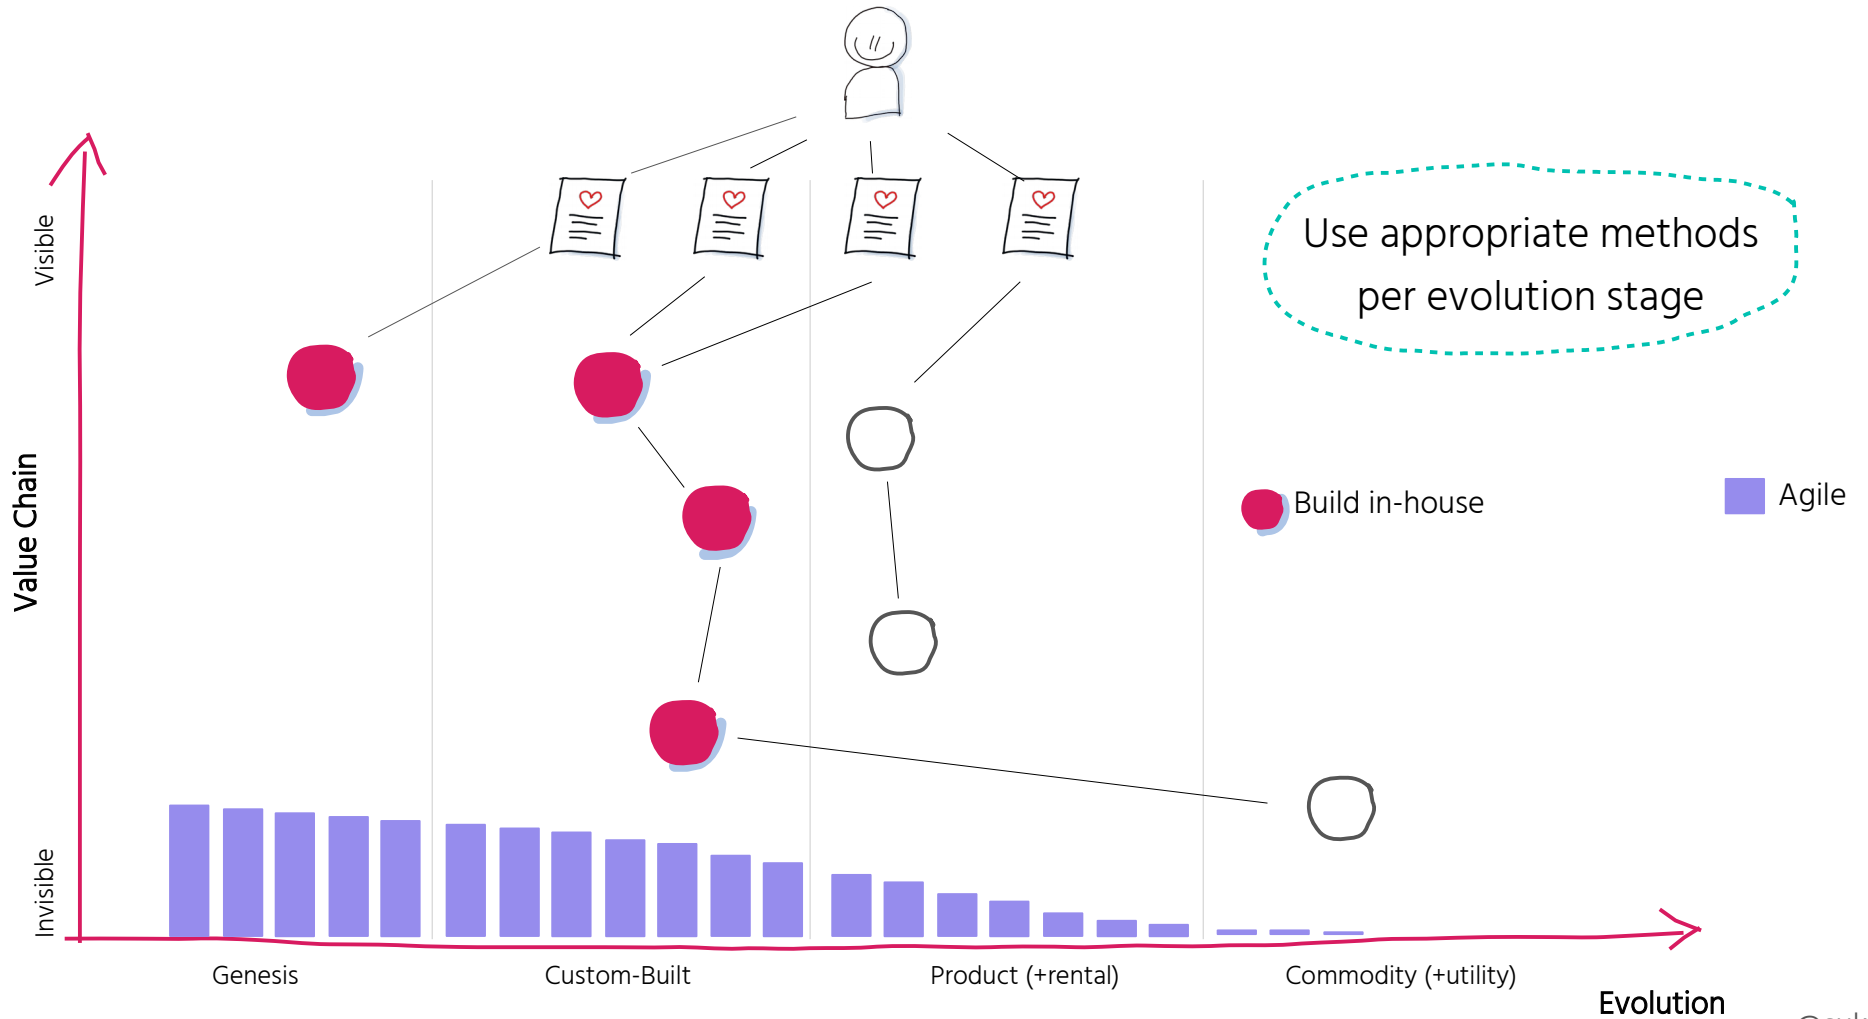 Visible
Use appropriate methods
per evolution stage
Value Chain
Build in-house
Agile
Invisible
Genesis
Custom-Built
Product (+rental)
Commodity (+utility)
Evolution